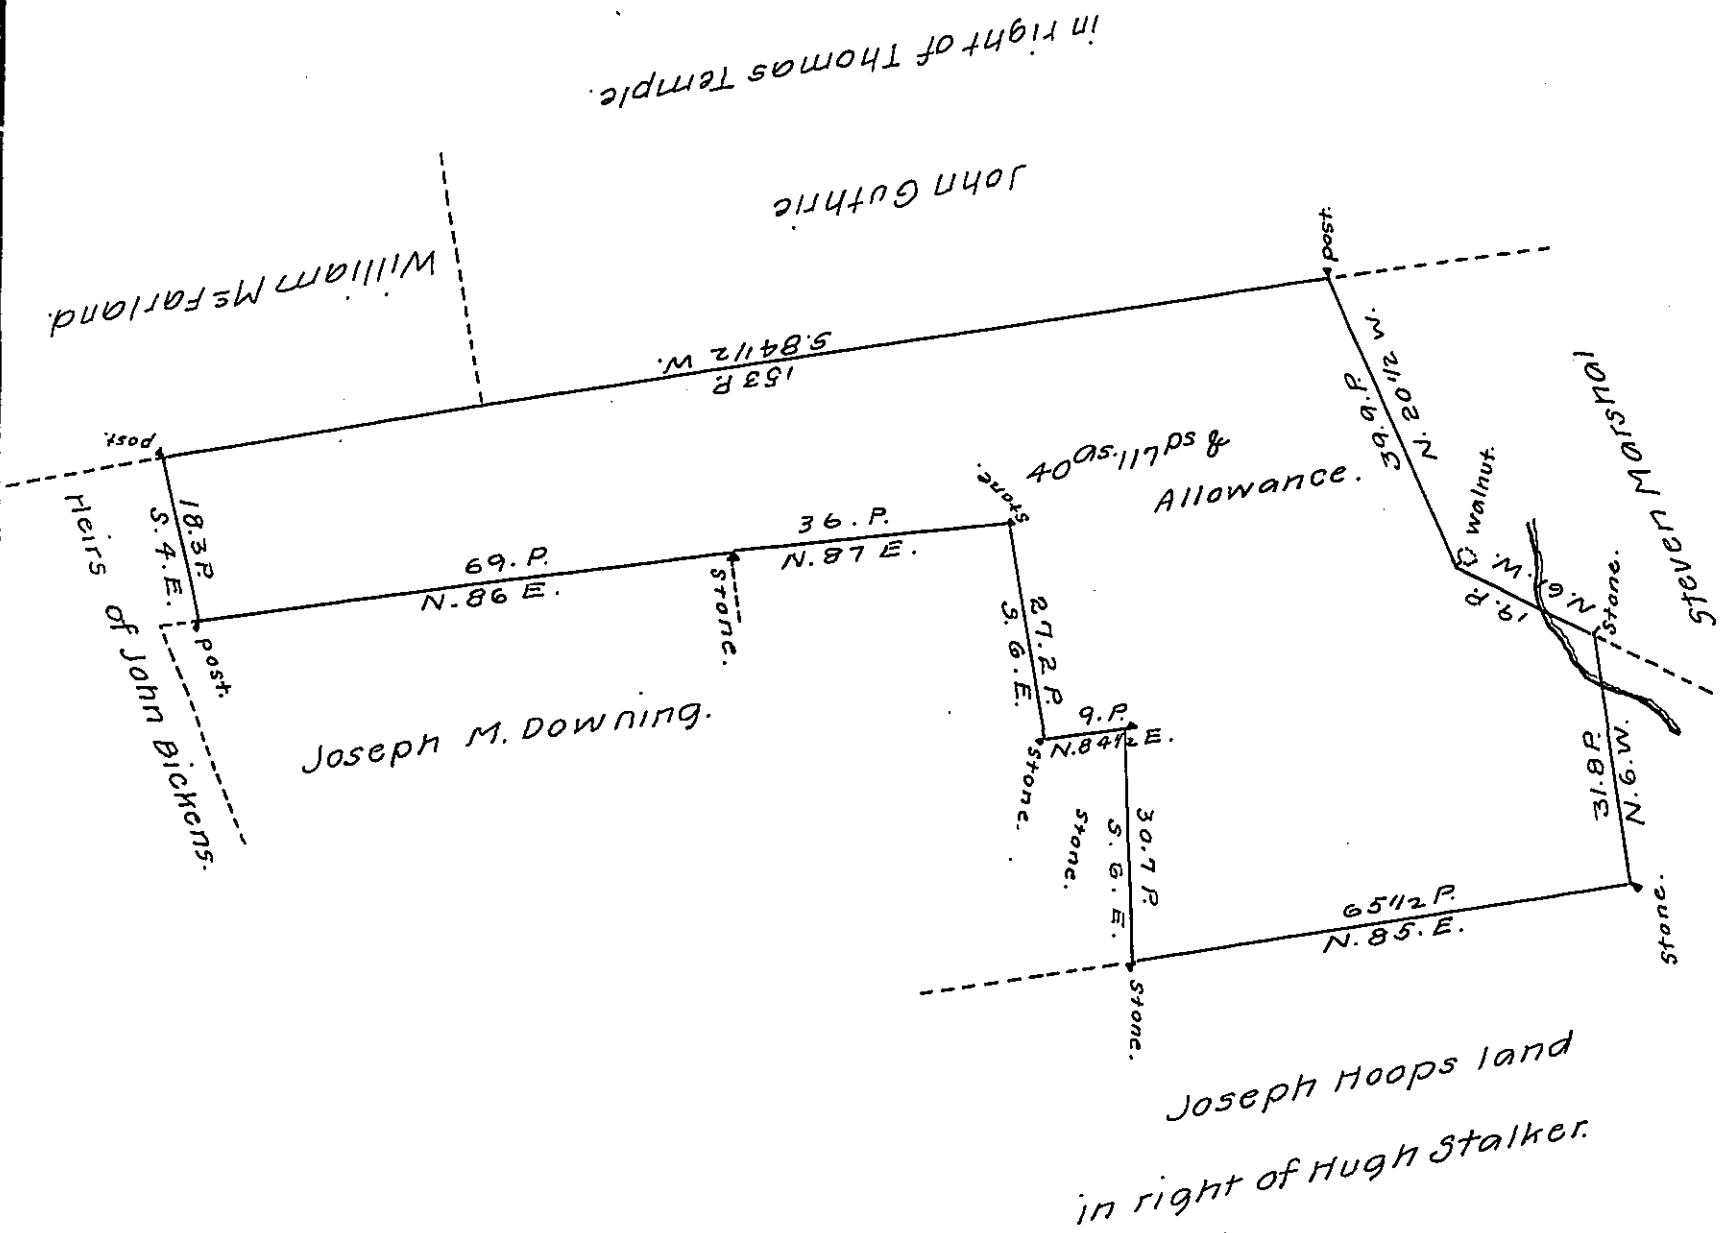 in right of Thomas Temple.
John Guthrie
William McFarland.
post.
post.
S. 84 1/2 W.
153 P.
39.9. P.
N. 20 1/2 W.
Steven Marshal
walnut.
40as. 117 ps &
Allowance.
stone.
Heirs of John Bickens.
18.3 P.
S. 4. E.
69. P.
N. 86 E.
36. P.
N. 87 E.
stone.
post.
27.2 P.
S. 6. E.
19. P.
stone.
Joseph M. Downing.
9. P.
N. 84 1/2 E.
stone.
stone.
30.7 P.
S. 6. E.
31.8 P.
N. 6. W.
65 1/2 P.
N. 85. E.
stone.
stone.
Joseph Hoops land
in right of Hugh Stalker.